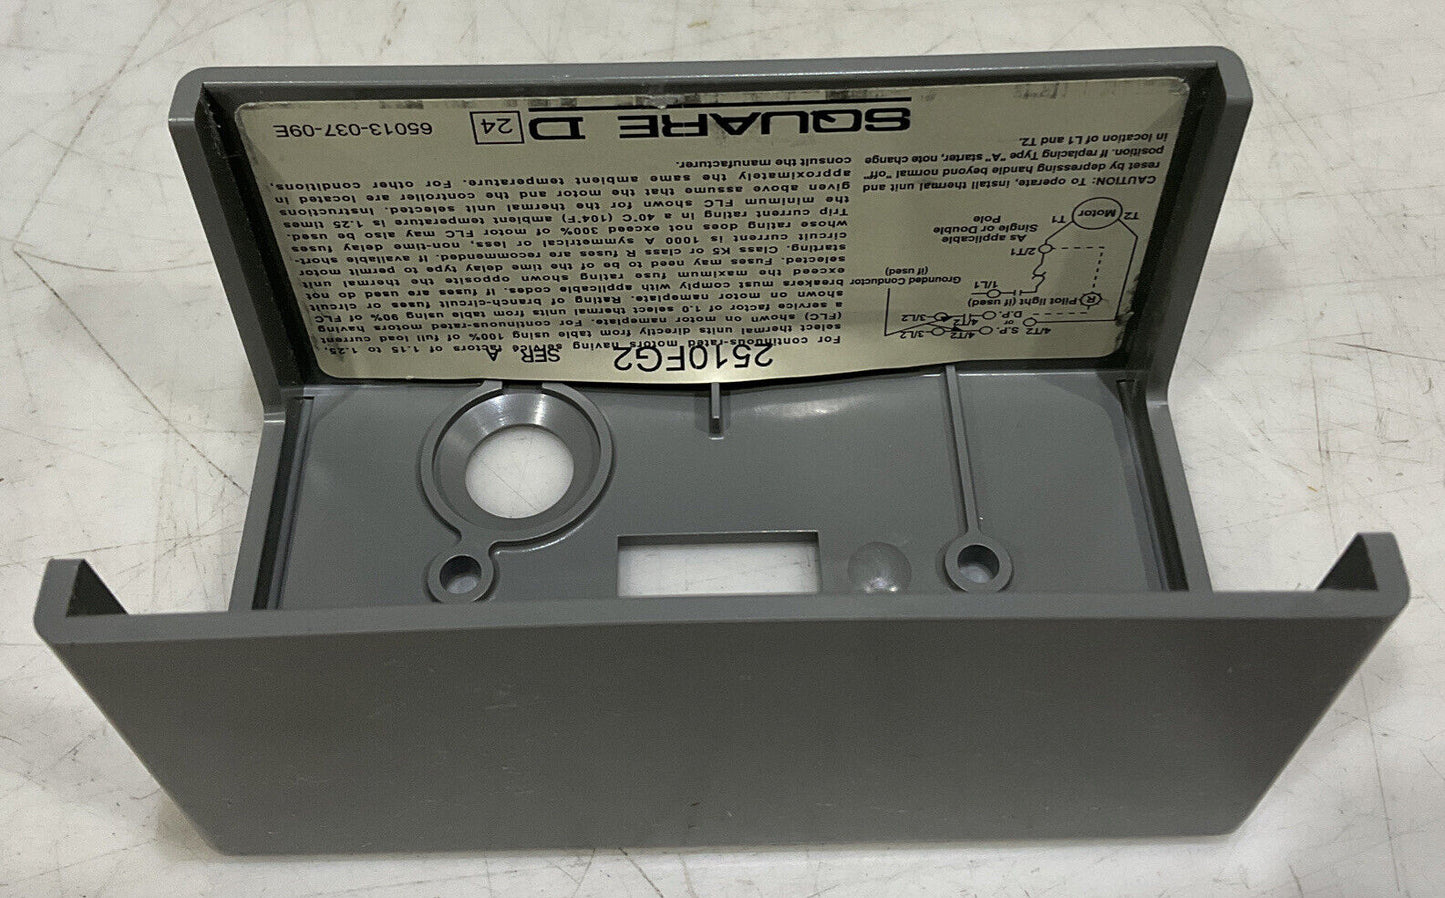 2510FG2 SER A
For continuous rated motors having service factors of 1.15 to 1.25,
select thermal units directly from table using 100% of full load current
(FLC) shown on motor nameplate. For continuous-rated motors having
a service factor of 1.0 select thermal units from table using 90% of FLC
shown on motor nameplate. Rating of branch-circuit fuses or circuit
breakers must comply with applicable codes. If fuses are used do not
exceed the maximum fuse rating shown opposite the thermal unit
selected. Fuses may need to be of the time delay type to permit motor
starting. Class K5 or class R fuses are recommended. If available short-
circuit current is 1000 A symmetrical or less, non-time delay fuses
whose rating does not exceed 300% of motor FLC may also be used.
Trip current rating in a 40°C (104°F) ambient temperature is 1.25 times
the minimum FLC shown for the thermal unit selected. Instructions
given above assume that the motor and the controller are located in
approximately the same ambient temperature. For other conditions,
consult the manufacturer.
4/T2 S.P. 4/T2 3/L2
or
D.P. 4/T2 3/L2
R Pilot light (if used)
1/L1
Grounded Conductor
(if used)
2/T1
As applicable
Single or Double
Pole
T2 Motor T1
CAUTION: To operate, install thermal unit and
reset by depressing handle beyond normal "off"
position. If replacing Type "A" starter, note change
in location of L1 and T2.
SQUARE D 24 65013-037-09E